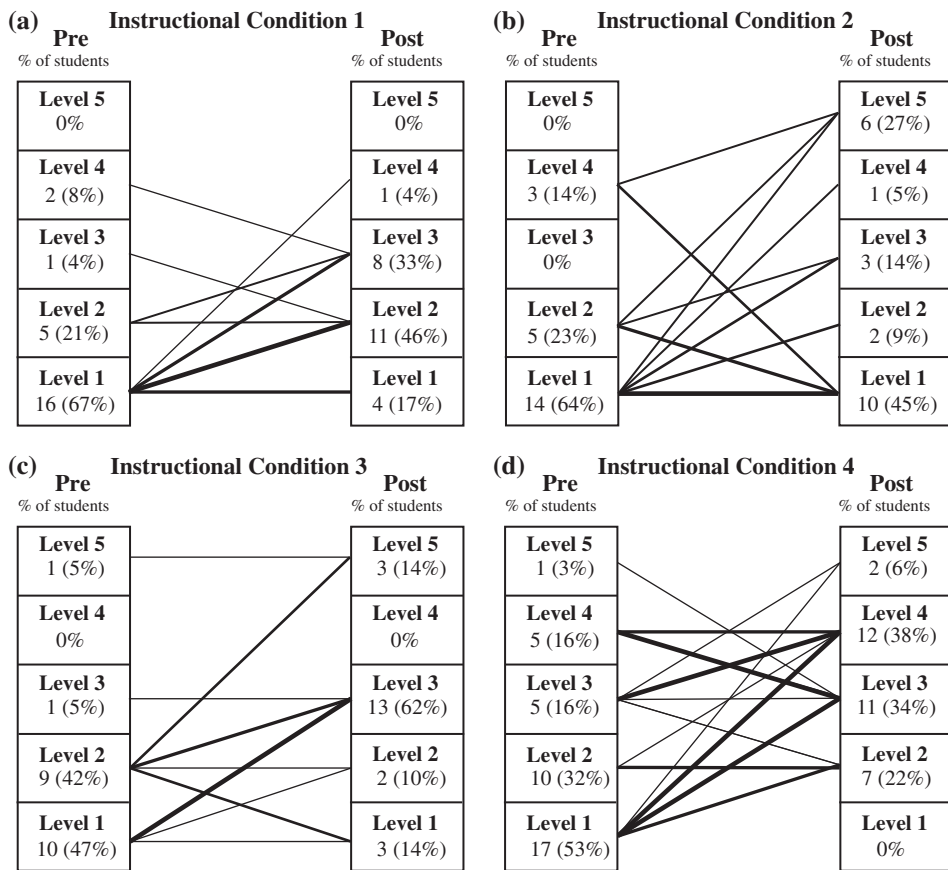 (a) Instructional Condition 1
Pre
% of students
Post
% of students
Level 5
0%
Level 4
2 (8%)
Level 3
1 (4%)
Level 2
5 (21%)
Level 1
16 (67%)
Level 5
0%
Level 4
1 (4%)
Level 3
8 (33%)
Level 2
11 (46%)
Level 1
4 (17%)
(b) Instructional Condition 2
Pre
% of students
Post
% of students
Level 5
0%
Level 4
3 (14%)
Level 3
0%
Level 2
5 (23%)
Level 1
14 (64%)
Level 5
6 (27%)
Level 4
1 (5%)
Level 3
3 (14%)
Level 2
2 (9%)
Level 1
10 (45%)
(c) Instructional Condition 3
Pre
% of students
Post
% of students
Level 5
1 (5%)
Level 4
0%
Level 3
1 (5%)
Level 2
9 (42%)
Level 1
10 (47%)
Level 5
3 (14%)
Level 4
0%
Level 3
13 (62%)
Level 2
2 (10%)
Level 1
3 (14%)
(d) Instructional Condition 4
Pre
% of students
Post
% of students
Level 5
1 (3%)
Level 4
5 (16%)
Level 3
5 (16%)
Level 2
10 (32%)
Level 1
17 (53%)
Level 5
2 (6%)
Level 4
12 (38%)
Level 3
11 (34%)
Level 2
7 (22%)
Level 1
0%